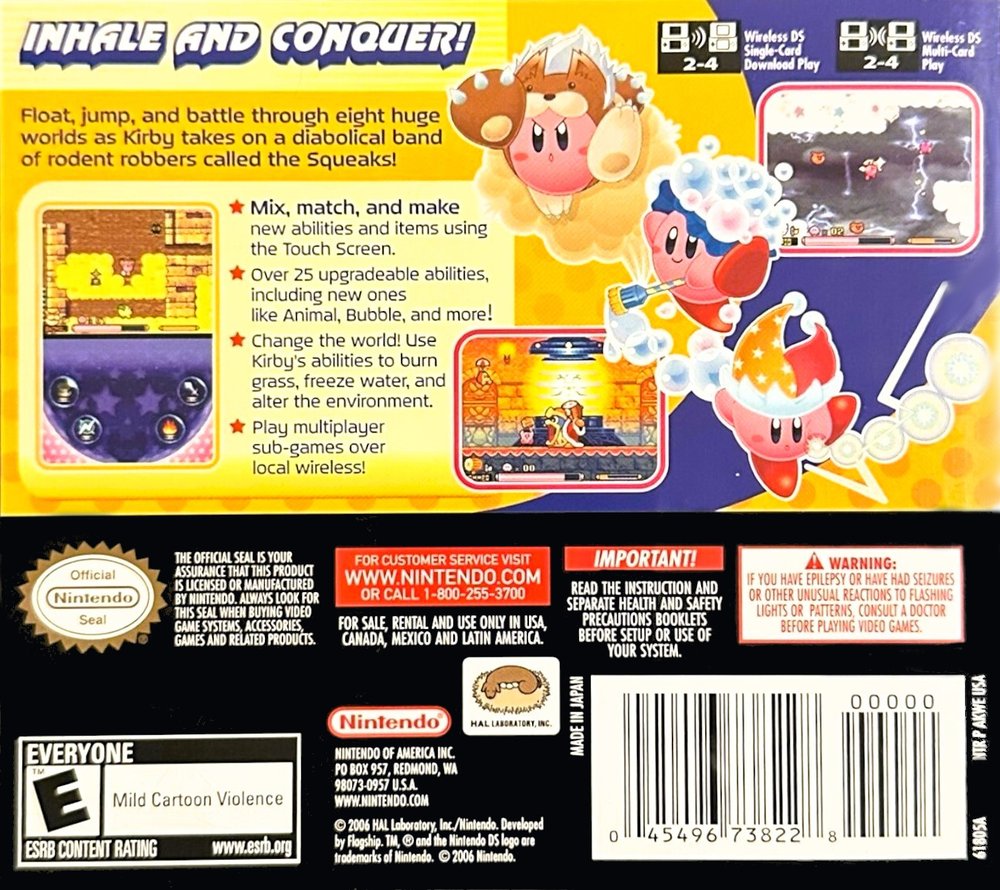 INHALE AND CONQUER!
Float, jump, and battle through eight huge
worlds as Kirby takes on a diabolical band
of rodent robbers called the Squeaks!
Mix, match, and make
new abilities and items using
the Touch Screen.
Over 25 upgradeable abilities,
including new ones
like Animal, Bubble, and more!
Change the world! Use
Kirby's abilities to burn
grass, freeze water, and
alter the environment.
Play multiplayer
sub-games over
local wireless!
2-4
Wireless DS
Single-Card
Download Play
2-4
Wireless DS
Multi-Card
Play
Official
Nintendo
Seal
®
THE OFFICIAL SEAL IS YOUR
ASSURANCE THAT THIS PRODUCT
IS LICENSED OR MANUFACTURED
BY NINTENDO. ALWAYS LOOK FOR
THIS SEAL WHEN BUYING VIDEO
GAME SYSTEMS, ACCESSORIES,
GAMES AND RELATED PRODUCTS.
FOR CUSTOMER SERVICE VISIT
WWW.NINTENDO.COM
OR CALL 1-800-255-3700
FOR SALE, RENTAL AND USE ONLY IN USA,
CANADA, MEXICO AND LATIN AMERICA.
IMPORTANT!
READ THE INSTRUCTION AND
SEPARATE HEALTH AND SAFETY
PRECAUTIONS BOOKLETS
BEFORE SETUP OR USE OF
YOUR SYSTEM.
WARNING:
IF YOU HAVE EPILEPSY OR HAVE HAD SEIZURES
OR OTHER UNUSUAL REACTIONS TO FLASHING
LIGHTS OR PATTERNS, CONSULT A DOCTOR
BEFORE PLAYING VIDEO GAMES.
EVERYONE
TM
E
Mild Cartoon Violence
ESRB CONTENT RATING www.esrb.org
Nintendo®
HAL LABORATORY, INC.
NINTENDO OF AMERICA INC.
PO BOX 957, REDMOND, WA
98073-0957 U.S.A.
WWW.NINTENDO.COM
© 2006 HAL Laboratory, Inc./Nintendo. Developed
by Flagship. TM, ® and the Nintendo DS logo are
trademarks of Nintendo. © 2006 Nintendo.
MADE IN JAPAN
00000
0 45496 73822 8
NTR P AKWE USA
61805A